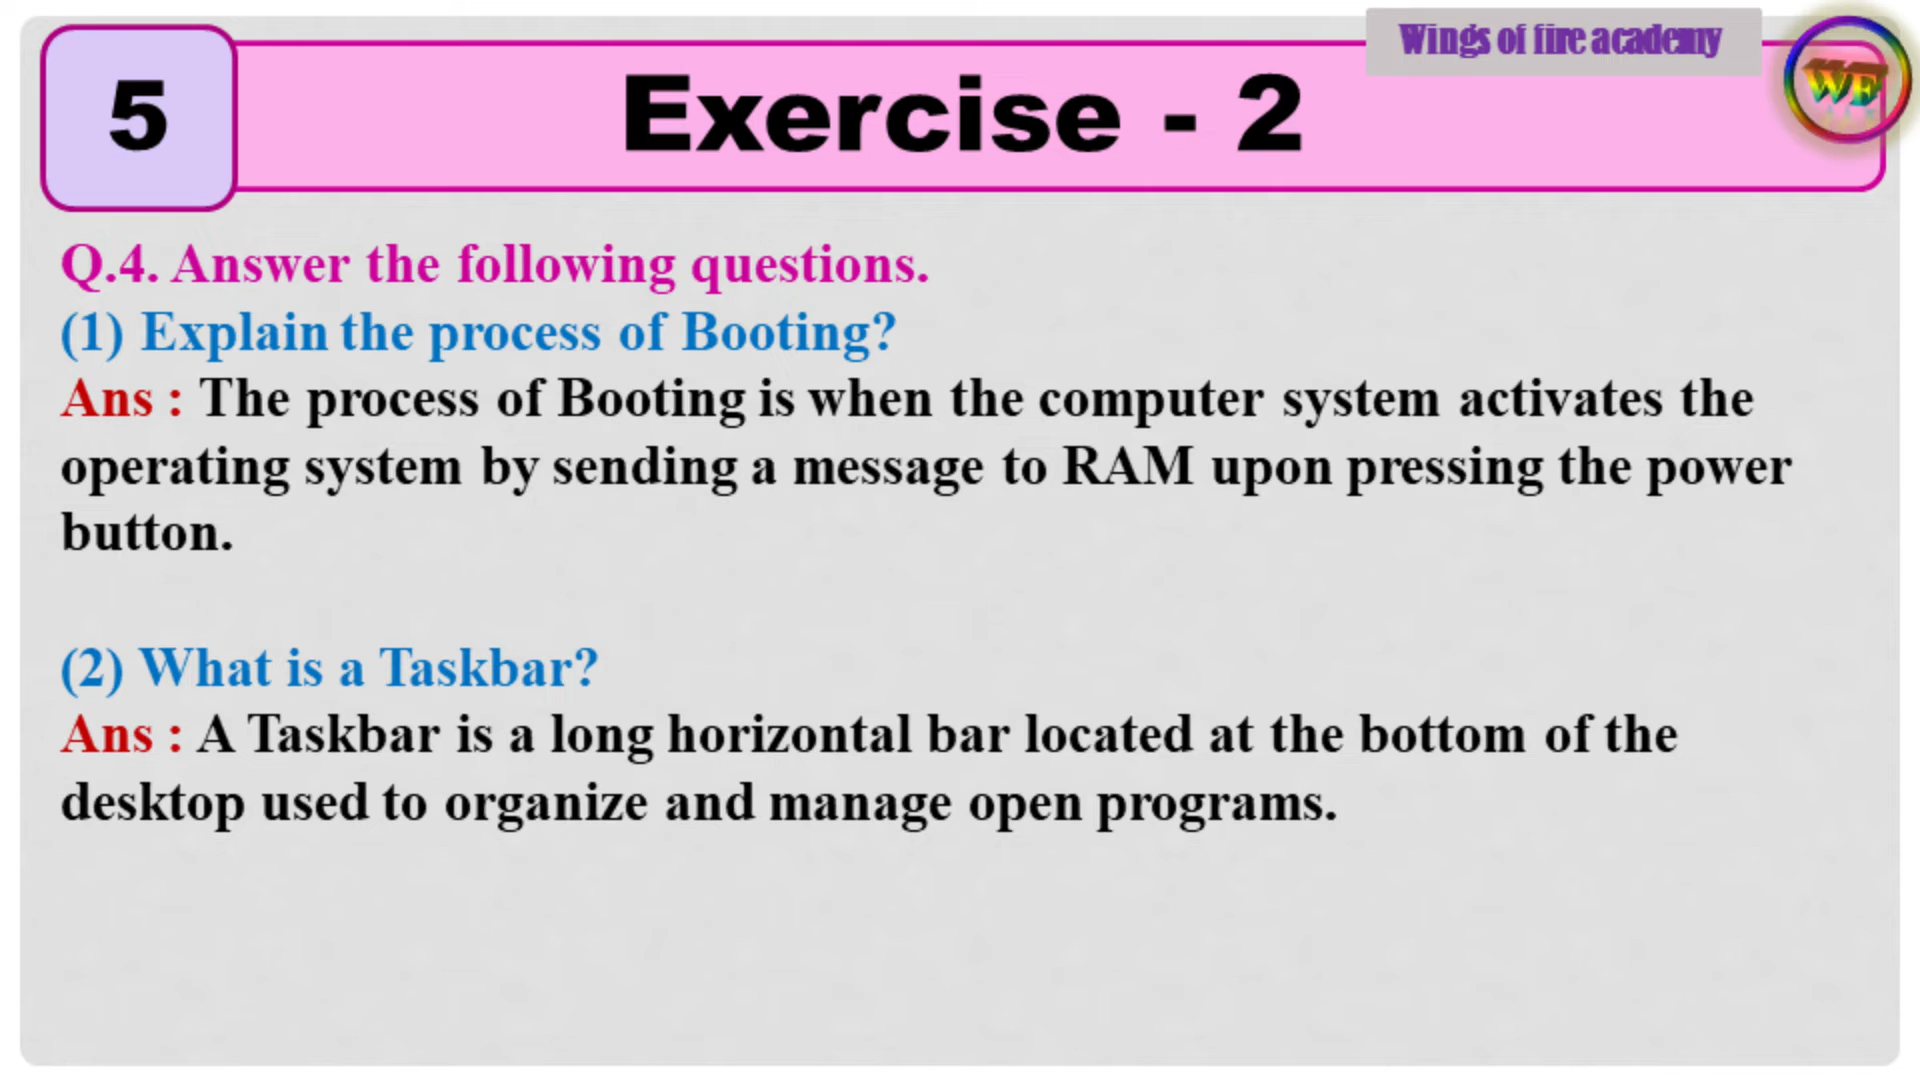 Wings of fire academy
WF
5
Exercise - 2
Q.4. Answer the following questions.
(1) Explain the process of Booting?
Ans : The process of Booting is when the computer system activates the
operating system by sending a message to RAM upon pressing the power
button.
(2) What is a Taskbar?
Ans : A Taskbar is a long horizontal bar located at the bottom of the
desktop used to organize and manage open programs.